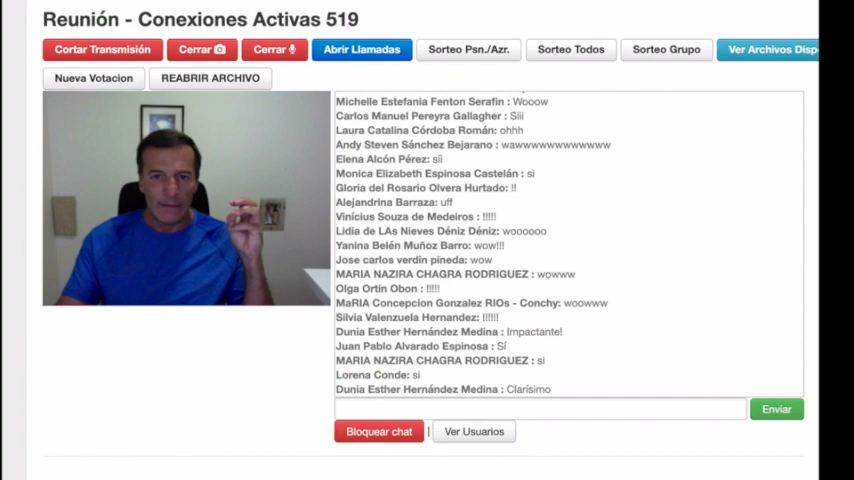 Reunión - Conexiones Activas 519
Cortar Transmisión Cerrar Cerrar Abrir Llamadas Sorteo Psn./Azr. Sorteo Todos Sorteo Grupo Ver Archivos Disp
Nueva Votacion REABRIR ARCHIVO
Michelle Estefania Fenton Serafin : Wooow
Carlos Manuel Pereyra Gallagher : Siii
Laura Catalina Córdoba Román: ohhh
Andy Steven Sánchez Bejarano : wawwwwwwwwwwww
Elena Alcón Pérez: síì
Monica Elizabeth Espinosa Castelán : si
Gloria del Rosario Olvera Hurtado: !!
Alejandrina Barraza: uff
Vinícius Souza de Medeiros : !!!!!
Lidia de LAs Nieves Déniz Déniz: woooooo
Yanina Belén Muñoz Barro: wow!!!
Jose carlos verdin pineda: wow
MARIA NAZIRA CHAGRA RODRIGUEZ : wowww
Olga Ortín Obon : !!!!!
MaRIA Concepcion Gonzalez RIOs - Conchy: woowww
Silvia Valenzuela Hernandez: !!!!!!
Dunia Esther Hernández Medina : Impactante!
Juan Pablo Alvarado Espinosa : Sí
MARIA NAZIRA CHAGRA RODRIGUEZ : si
Lorena Conde: si
Dunia Esther Hernández Medina : Clarísimo
Enviar
Bloquear chat | Ver Usuarios